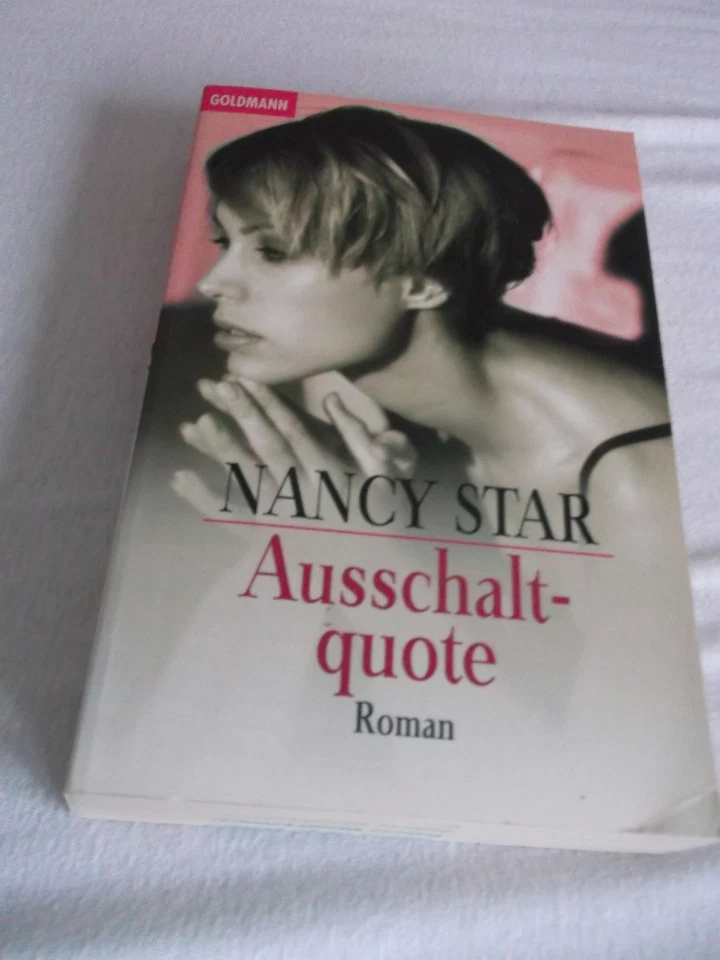 GOLDMANN
NANCY STAR
Ausschalt-
quote
Roman